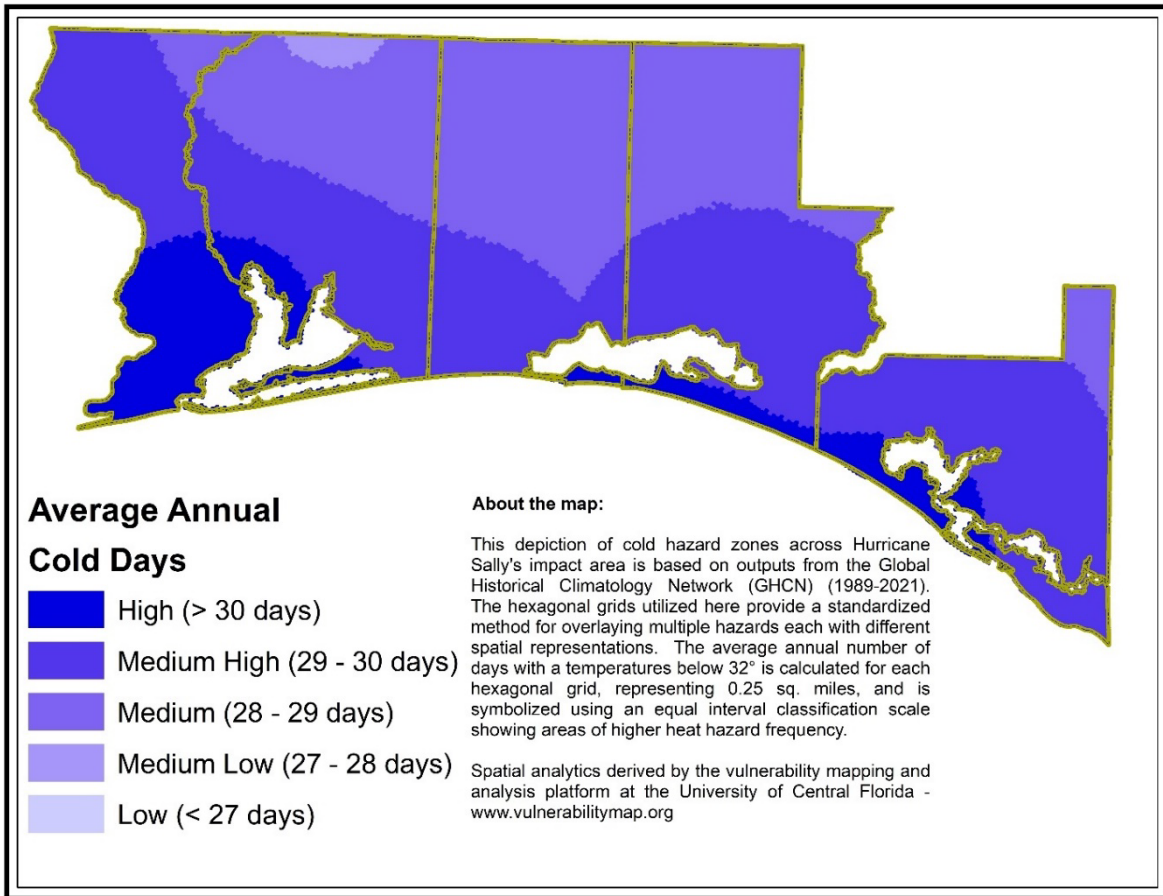 Average Annual
Cold Days
High (> 30 days)
Medium High (29 - 30 days)
Medium (28 - 29 days)
Medium Low (27 - 28 days)
Low (< 27 days)
About the map:
This depiction of cold hazard zones across Hurricane
Sally's impact area is based on outputs from the Global
Historical Climatology Network (GHCN) (1989-2021).
The hexagonal grids utilized here provide a standardized
method for overlaying multiple hazards each with different
spatial representations. The average annual number of
days with a temperatures below 32° is calculated for each
hexagonal grid, representing 0.25 sq. miles, and is
symbolized using an equal interval classification scale
showing areas of higher heat hazard frequency.
Spatial analytics derived by the vulnerability mapping and
analysis platform at the University of Central Florida -
www.vulnerabilitymap.org